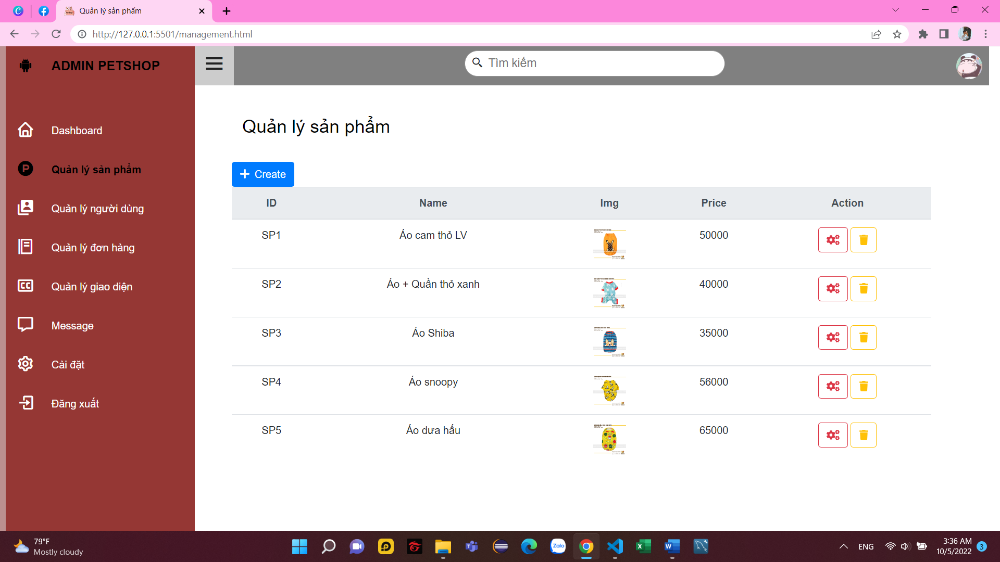 Quản lý sản phẩm
http://127.0.0.1:5501/management.html
ADMIN PETSHOP
Tìm kiếm
Dashboard
Quản lý sản phẩm
Quản lý người dùng
Quản lý đơn hàng
Quản lý giao diện
Message
Cài đặt
Đăng xuất
Quản lý sản phẩm
Create
ID Name Img Price Action
SP1 Áo cam thỏ LV 50000
SP2 Áo + Quần thỏ xanh 40000
SP3 Áo Shiba 35000
SP4 Áo snoopy 56000
SP5 Áo dưa hấu 65000
79°F
Mostly cloudy
Zalo
ENG
3:36 AM
10/5/2022
3